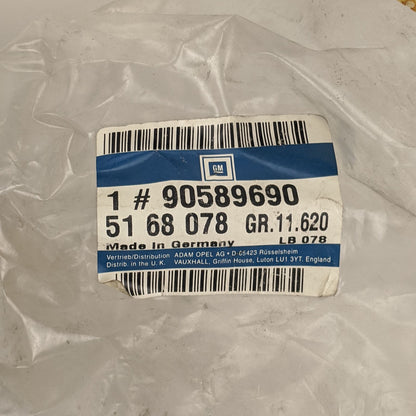 GM
1 # 90589690
51 68 078 GR.11.620
Made In Germany LB 078
Vertrieb/Distribution ADAM OPEL AG • D-65423 Rüsselsheim
Distrib. in the U. K. VAUXHALL, Griffin House, Luton LU1 3YT. England